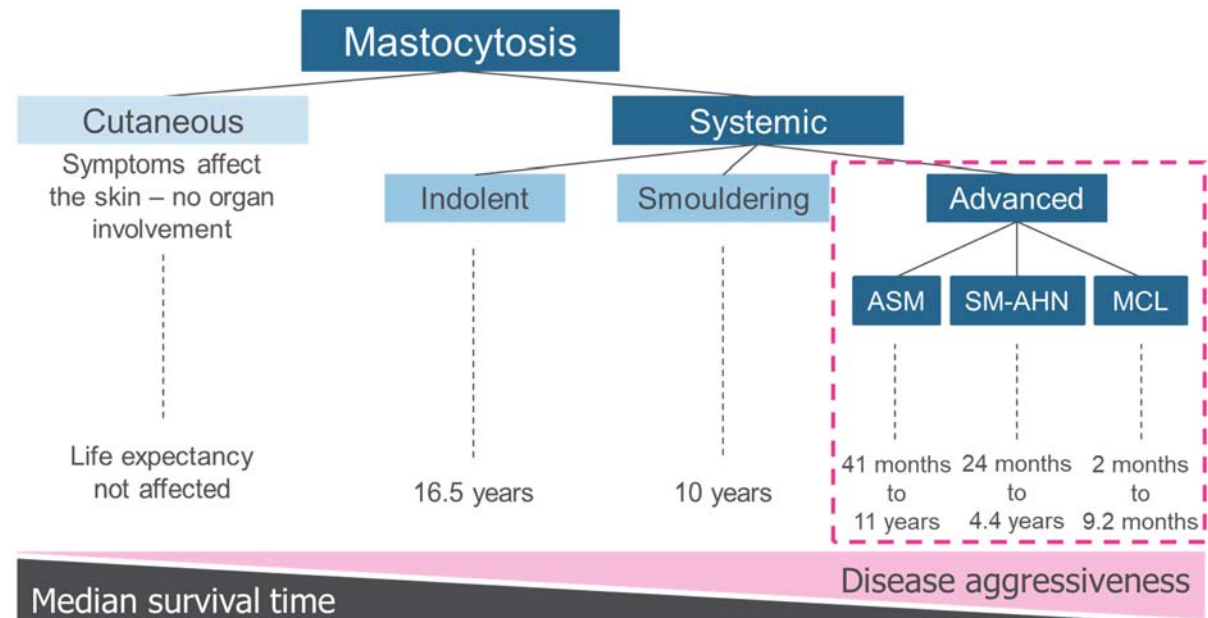 Mastocytosis
Cutaneous
Systemic
Symptoms affect
the skin – no organ
involvement
Indolent
Smouldering
Advanced
ASM
SM-AHN
MCL
Life expectancy
not affected
16.5 years
10 years
41 months
to
11 years
24 months
to
4.4 years
2 months
to
9.2 months
Disease aggressiveness
Median survival time